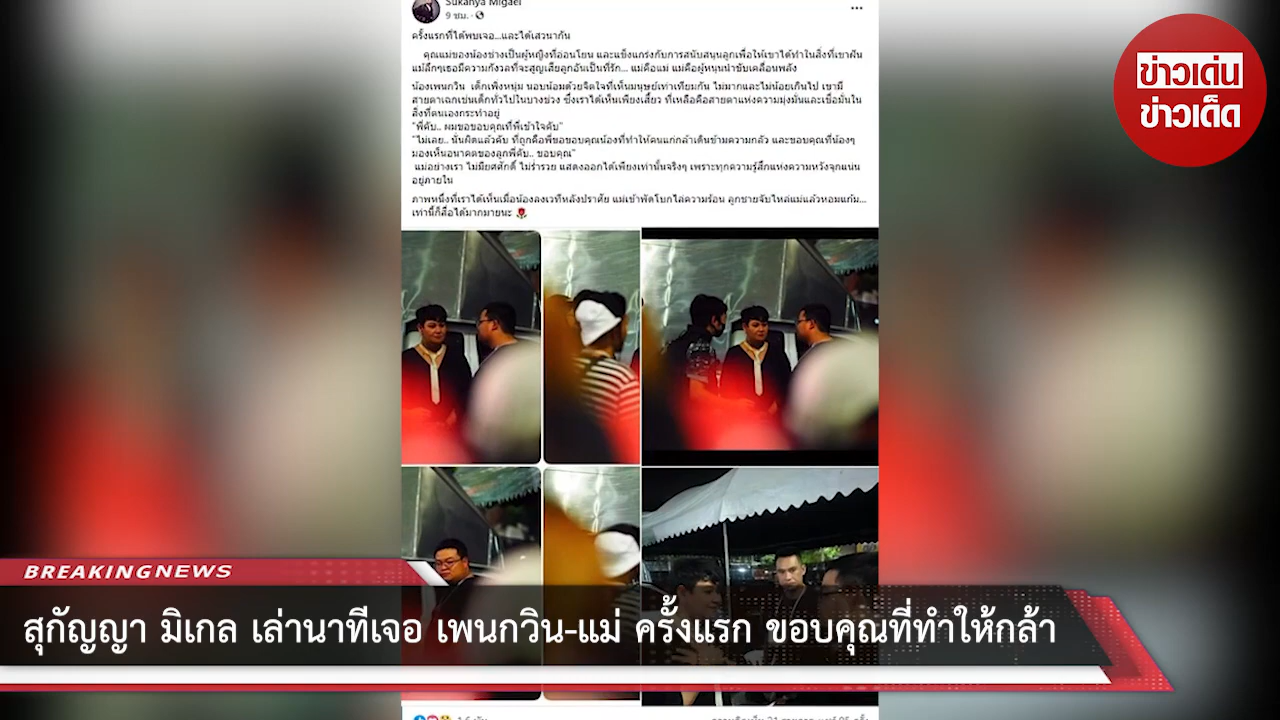 Sukanya Migael
9 ชม. ·
ครั้งแรกที่ได้พบเจอ...และได้เสวนากัน
คุณแม่ของน้องช่างเป็นผู้หญิงที่อ่อนโยน และแข็งแกร่งกับการสนับสนุนลูกเพื่อให้เขาได้ทำในสิ่งที่เขาฝัน
แม้ลึกๆเธอมีความกังวลที่จะสูญเสียลูกอันเป็นที่รัก... แม่คือแม่ แม่คือผู้หนุนนำขับเคลื่อนพลัง
น้องเพนกวิน เด็กเพิ่งหนุ่ม นอบน้อมด้วยจิตใจที่เห็นมนุษย์เท่าเทียมกัน ไม่มากและไม่น้อยเกินไป เขามี
สายตาเฉกเช่นเด็กทั่วไปในบางช่วง ซึ่งเราได้เห็นเพียงเสี้ยว ที่เหลือคือสายตาแห่งความมุ่งมั่นและเชื่อมั่นใน
สิ่งที่ตนเองกระทำอยู่
"พี่คับ.. ผมขอขอบคุณที่พี่เข้าใจคับ"
"ไม่เลย.. นั่นผิดแล้วคับ ที่ถูกคือพี่ขอขอบคุณน้องที่ทำให้คนแก่กล้าเดินข้ามความกลัว และขอบคุณที่น้องๆ
มองเห็นอนาคตของลูกพี่คับ.. ขอบคุณ"
แม่อย่างเรา ไม่มียศศักดิ์ ไม่ร่ำรวย แสดงออกได้เพียงเท่านั้นจริงๆ เพราะทุกความรู้สึกแห่งความหวังจุกแน่น
อยู่ภายใน
ภาพหนึ่งที่เราได้เห็นเมื่อน้องลงเวทีหลังปราศัย แม่เข้าพัดโบกไล่ความร้อน ลูกชายจับไหล่แม่แล้วหอมแก้ม...
เท่านี้ก็สื่อได้มากมายนะ 🌹
ข่าวเด่น
ข่าวเด็ด
BREAKING NEWS
สุกัญญา มิเกล เล่านาทีเจอ เพนกวิน-แม่ ครั้งแรก ขอบคุณที่ทำให้กล้า